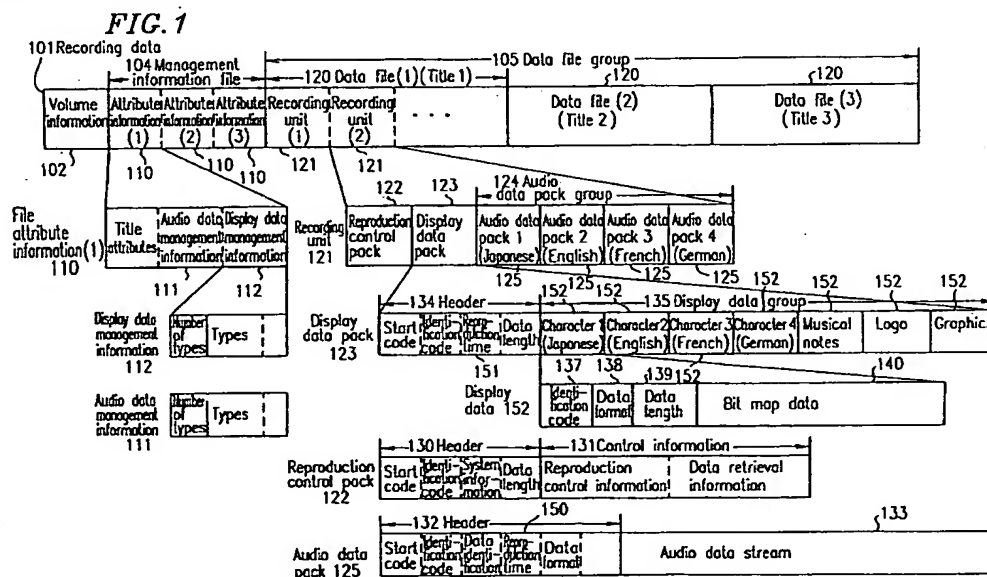 FIG. 1
101 Recording data
104 Management information file
105 Data file group
120 Data file (1) (Title 1)
120
120
Volume information
Attribute information (1)
Attribute information (2)
Attribute information (3)
Recording unit (1)
Recording unit (2)
. . .
Data file (2) (Title 2)
Data file (3) (Title 3)
102
110
110
110
121
121
122
123
124 Audio data pack group
File attribute information (1) 110
Title attributes
Audio data management information
Display data management information
111
112
Recording unit 121
Reproduction control pack
Display data pack
Audio data pack 1 (Japanese)
Audio data pack 2 (English)
Audio data pack 3 (French)
Audio data pack 4 (German)
125
125
125
125
152
152
152
152
134 Header
152
152
135 Display data group
Display data management information 112
Number of types
Types
Display data pack 123
Start code
Identification code
Reproduction time
Data length
Character 1 (Japanese)
Character 2 (English)
Character 3 (French)
Character 4 (German)
Musical notes
Logo
Graphic
151
137
138
139
152
140
Display data 152
Identification code
Data format
Data length
Bit map data
Audio data management information 111
Number of types
Types
130 Header
131 Control information
Reproduction control pack 122
Start code
Identification code
System information
Data length
Reproduction control information
Data retrieval information
132 Header
150
133
Audio data pack 125
Start code
Identification code
Data identification
Reproduction time
Data format
Audio data stream